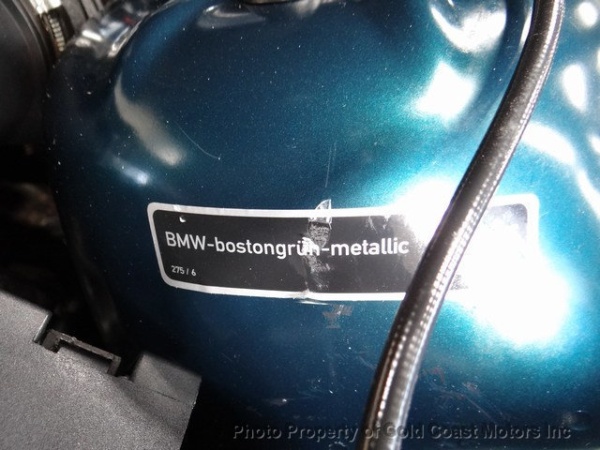 BMW-bostongrün-metallic
275 / 6
Photo Property of Gold Coast Motors Inc